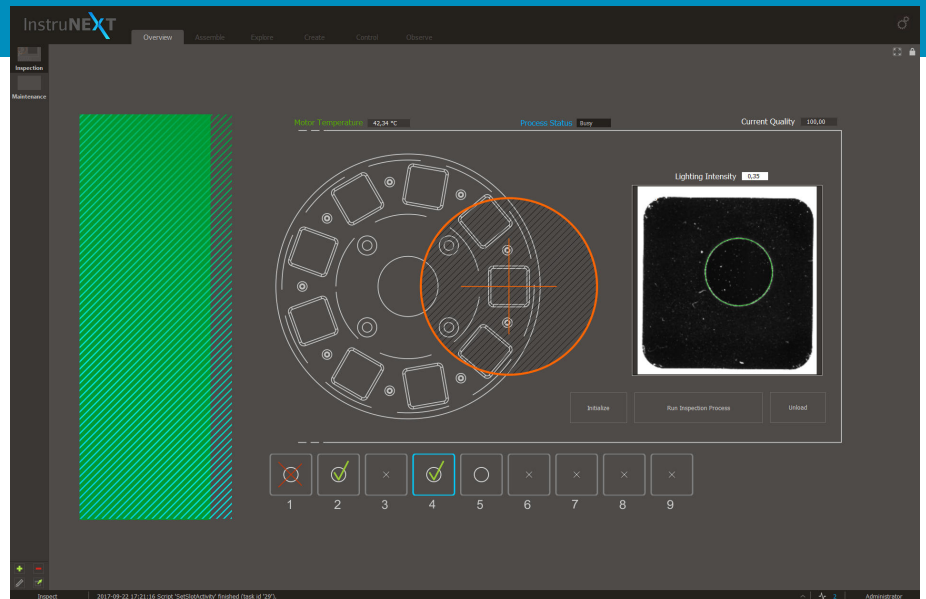 InstruNEXT
Overview Assemble Explore Create Control Observe
Inspection
Maintenance
Motor Temperature 42,34 °C Process Status Busy Current Quality 100,00
Lighting Intensity 0,35
Initialize Run Inspection Process Unload
1 2 3 4 5 6 7 8 9
Inspect 2017-09-22 17:21:16 Script 'SetSlotActivity' finished (task id '29'). 2 Administrator